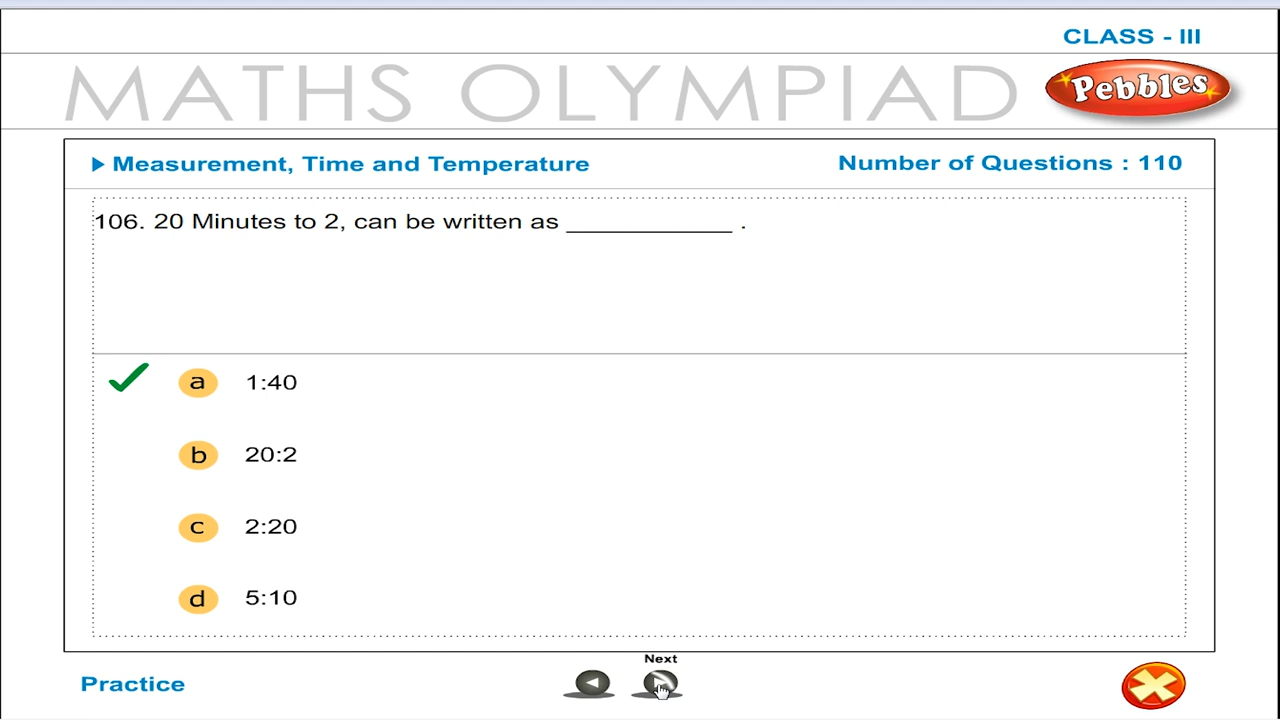 CLASS - III
MATHS OLYMPIAD
Pebbles
Measurement, Time and Temperature
Number of Questions : 110
106. 20 Minutes to 2, can be written as _____________ .
a 1:40
b 20:2
c 2:20
d 5:10
Next
Practice